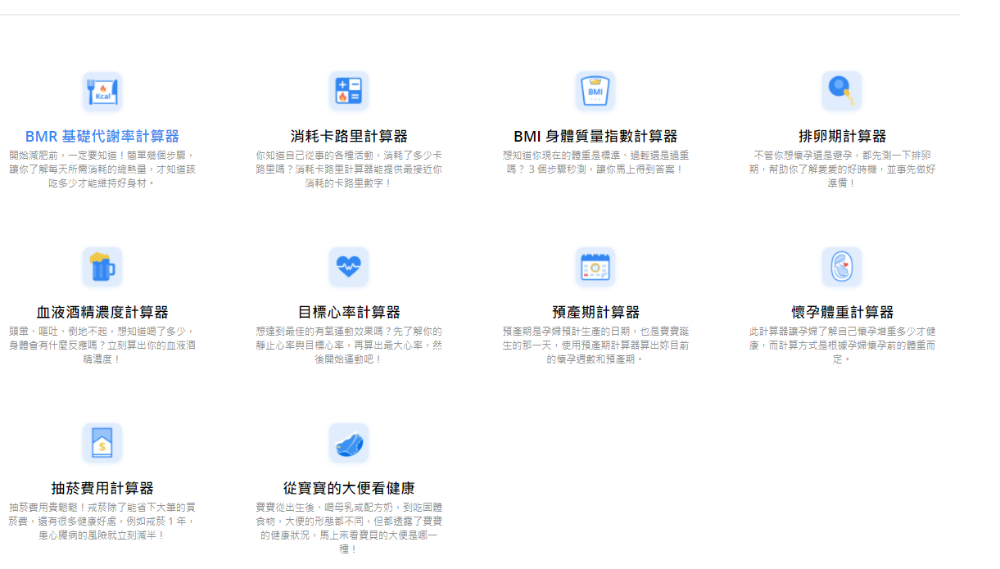 Kcal
BMR 基礎代謝率計算器
開始減肥前，一定要知道！簡單幾個步驟，
讓你了解每天所需消耗的總熱量，才知道該
吃多少才能維持好身材。
消耗卡路里計算器
你知道自己從事的各種活動，消耗了多少卡
路里嗎？消耗卡路里計算器能提供最接近你
消耗的卡路里數字！
BMI
BMI 身體質量指數計算器
想知道你現在的體重是標準、過輕還是過重
嗎？ 3 個步驟秒測，讓你馬上得到答案！
排卵期計算器
不管你想懷孕還是避孕，都先測一下排卵
期，幫助你了解愛愛的好時機，並事先做好
準備！
血液酒精濃度計算器
頭暈、嘔吐、倒地不起，想知道喝了多少，
身體會有什麼反應嗎？立刻算出你的血液酒
精濃度！
目標心率計算器
想達到最佳的有氧運動效果嗎？先了解你的
靜止心率與目標心率，再算出最大心率，然
後開始運動吧！
預產期計算器
預產期是孕婦預計生產的日期，也是寶寶誕
生的那一天，使用預產期計算器算出妳目前
的懷孕週數和預產期。
懷孕體重計算器
此計算器讓孕婦了解自己懷孕增重多少才健
康，而計算方式是根據孕婦懷孕前的體重而
定。
$
抽菸費用計算器
抽菸費用貴鬆鬆！戒菸除了能省下大筆的買
菸費，還有很多健康好處，例如戒菸 1 年，
患心臟病的風險就立刻減半！
從寶寶的大便看健康
寶寶從出生後、喝母乳或配方奶，到吃固體
食物，大便的形態都不同，但都透露了寶寶
的健康狀況，馬上來看寶貝的大便是哪一
種！